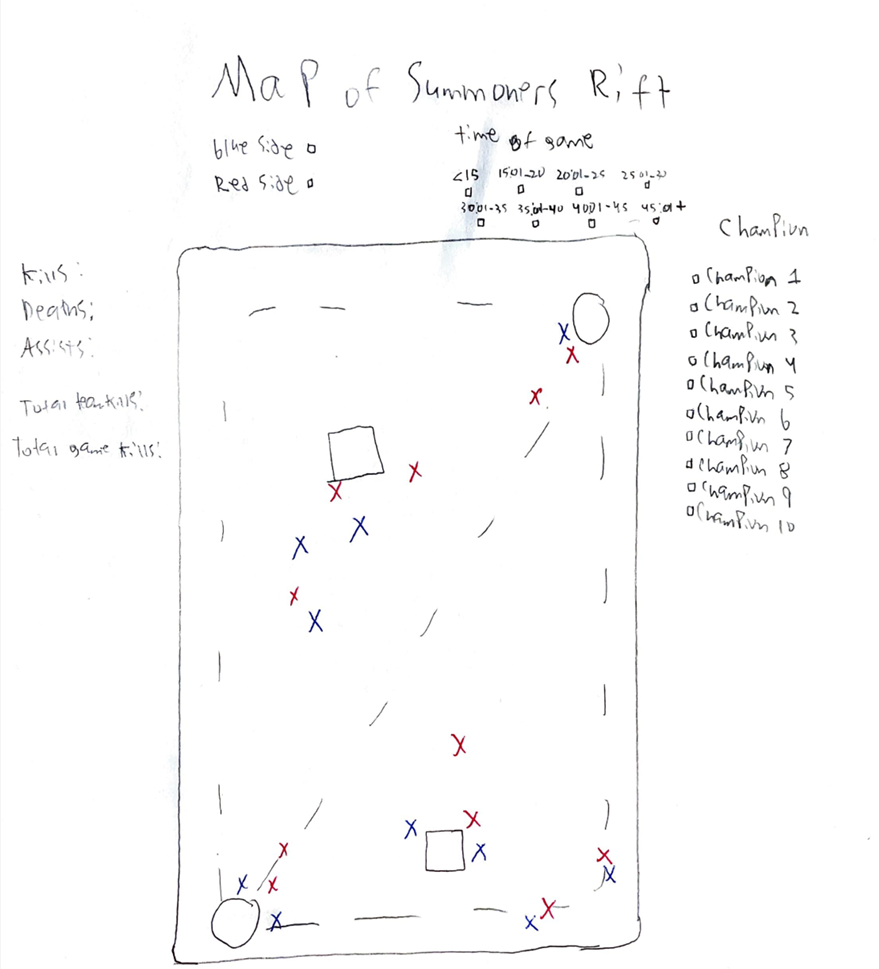 Map of Summoners Rift
blue side
Red side
time of game
<15 15:01-20 20:01-25 25:01-30
30:01-35 35:01-40 40:01-45 45:01+
Champion
Kills:
Deaths:
Assists:
Total team kills:
Total game kills:
Champion 1
Champion 2
Champion 3
Champion 4
Champion 5
Champion 6
Champion 7
Champion 8
Champion 9
Champion 10